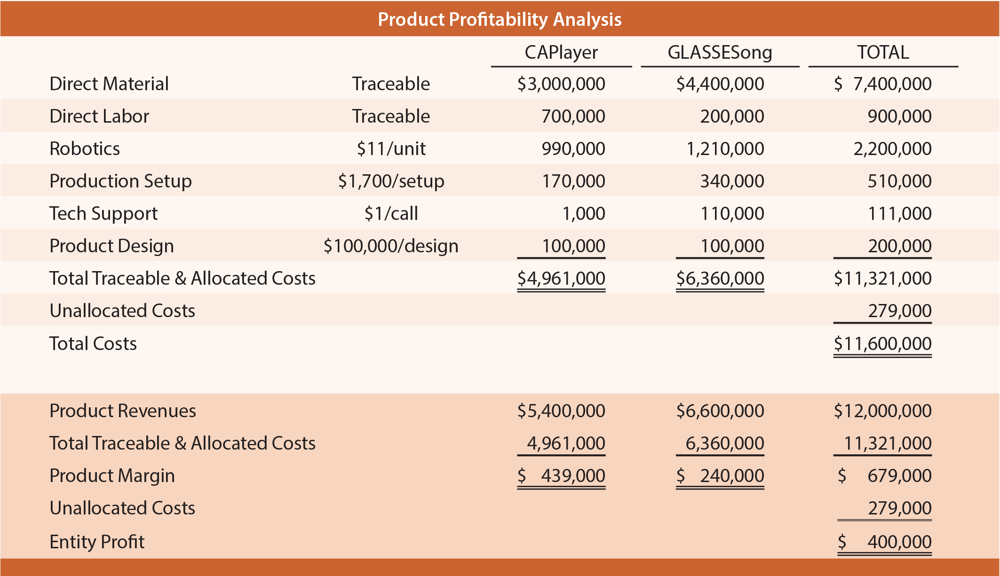 Product Profitability Analysis
CAPlayer GLASSESong TOTAL
Direct Material Traceable $3,000,000 $4,400,000 $ 7,400,000
Direct Labor Traceable 700,000 200,000 900,000
Robotics $11/unit 990,000 1,210,000 2,200,000
Production Setup $1,700/setup 170,000 340,000 510,000
Tech Support $1/call 1,000 110,000 111,000
Product Design $100,000/design 100,000 100,000 200,000
Total Traceable & Allocated Costs $4,961,000 $6,360,000 $11,321,000
Unallocated Costs 279,000
Total Costs $11,600,000
Product Revenues $5,400,000 $6,600,000 $12,000,000
Total Traceable & Allocated Costs 4,961,000 6,360,000 11,321,000
Product Margin $ 439,000 $ 240,000 $ 679,000
Unallocated Costs 279,000
Entity Profit $ 400,000